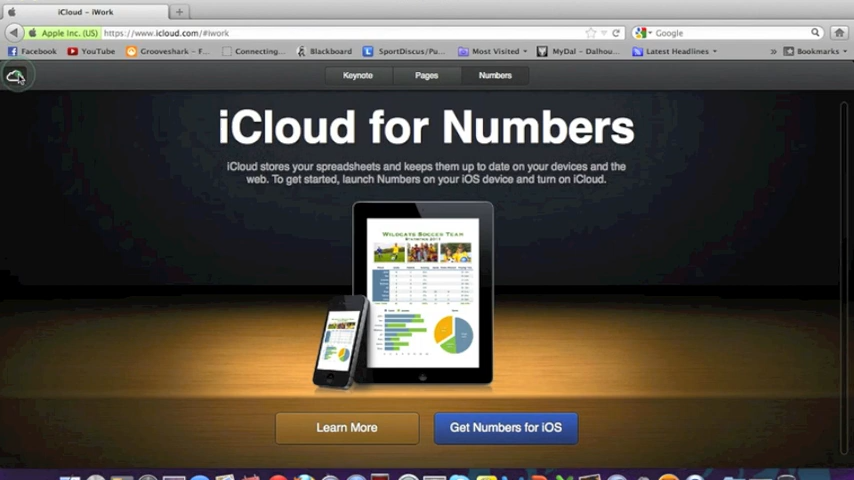 iCloud – iWork
Apple Inc. (US) https://www.icloud.com/#iwork
Google
Facebook YouTube Grooveshark – F... Connecting... Blackboard SportDiscus/Pu... Most Visited MyDal – Dalhou... Latest Headlines » Bookmarks
Keynote Pages Numbers
iCloud for Numbers
iCloud stores your spreadsheets and keeps them up to date on your devices and the
web. To get started, launch Numbers on your iOS device and turn on iCloud.
Wildcats Soccer Team
Learn More Get Numbers for iOS